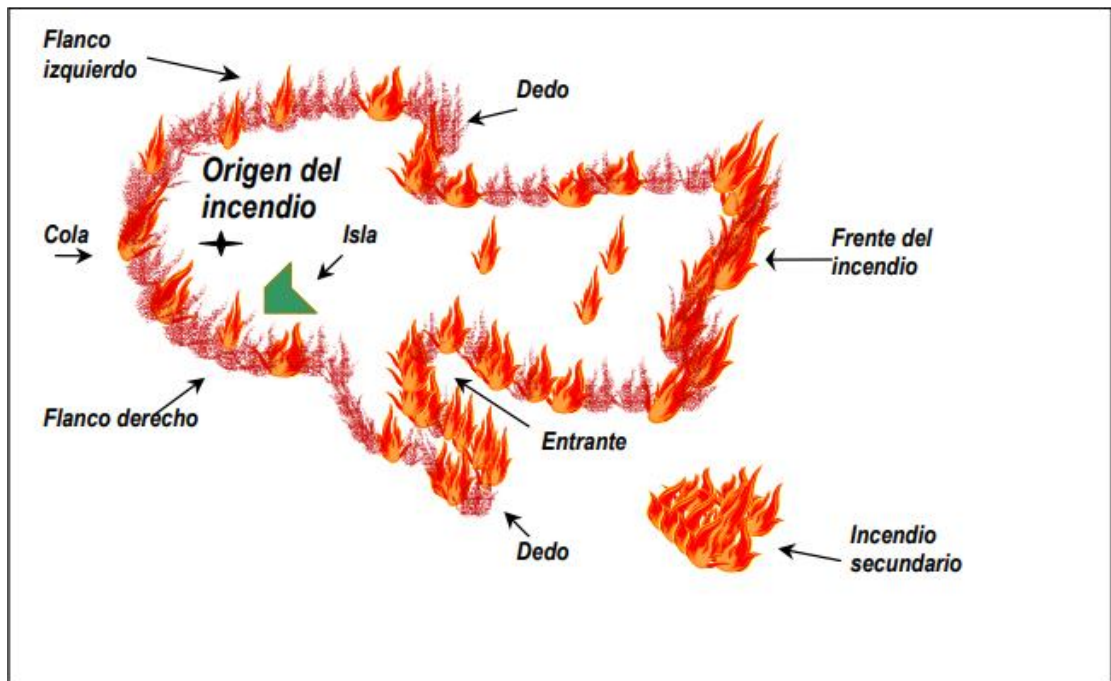 Flanco
izquierdo
Dedo
Origen del
incendio
Cola
Isla
Frente del
incendio
Flanco derecho
Entrante
Dedo
Incendio
secundario